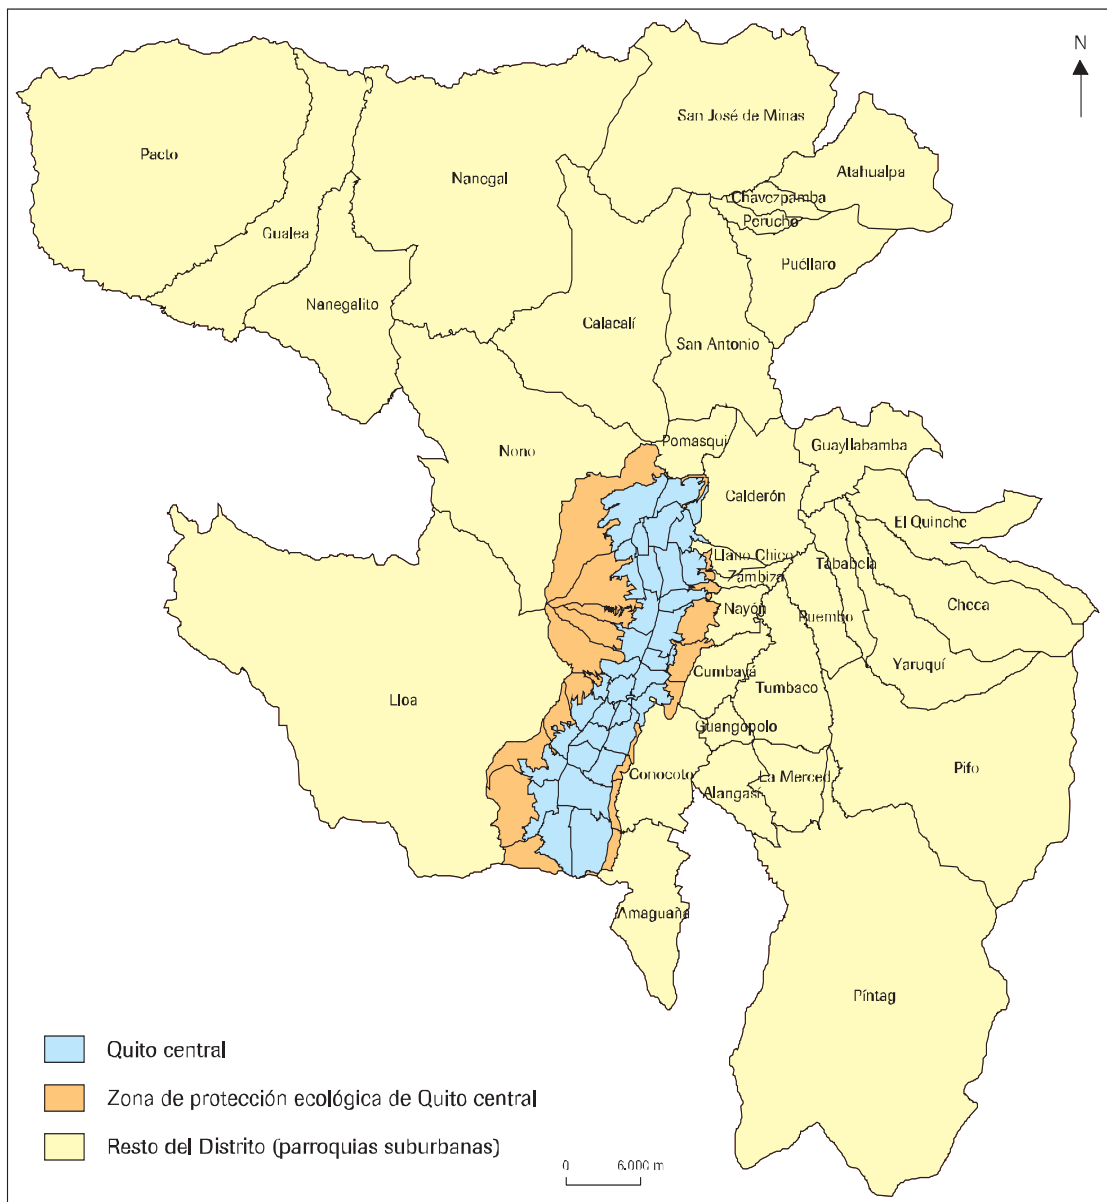 N
San José de Minas
Pacto
Atahualpa
Nanegal
Chávezpamba
Perucho
Gualea
Puéllaro
Nanegalito
Calacalí
San Antonio
Pomasqui
Guayllabamba
Nono
Calderón
El Quinche
Llano Chico
Tababela
Zámbiza
Checa
Nayón
Puembo
Yaruquí
Cumbayá
Tumbaco
Lloa
Guangopolo
Pifo
Conocoto
La Merced
Alangasí
Amaguaña
Píntag
Quito central
Zona de protección ecológica de Quito central
Resto del Distrito (parroquias suburbanas)
0 6.000 m